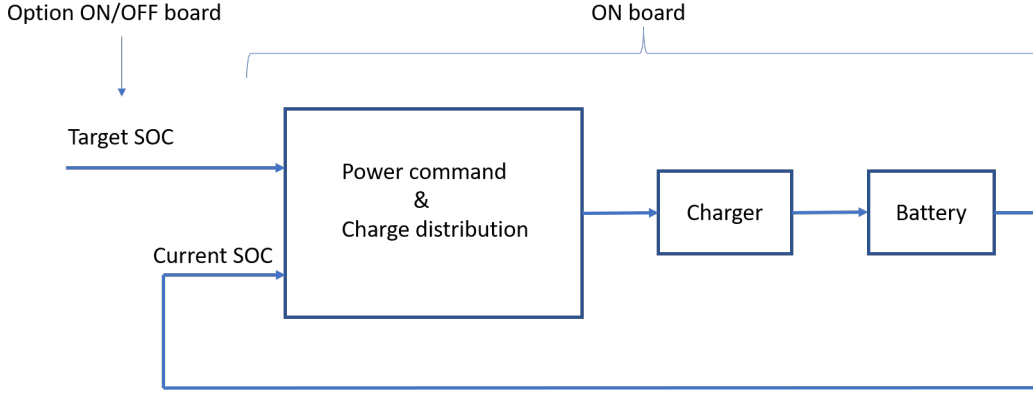 Option ON/OFF board
ON board
Target SOC
Power command
&
Charge distribution
Charger
Battery
Current SOC